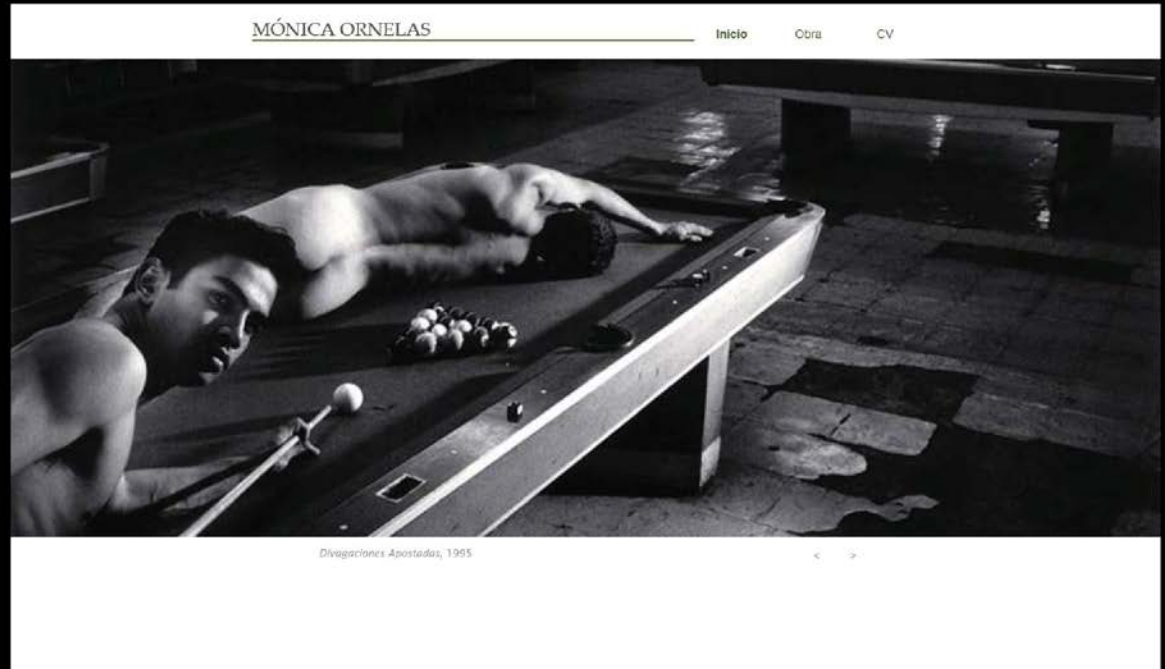 MÓNICA ORNELAS
Inicio Obra CV
Divagaciones Apostadas, 1995
< >